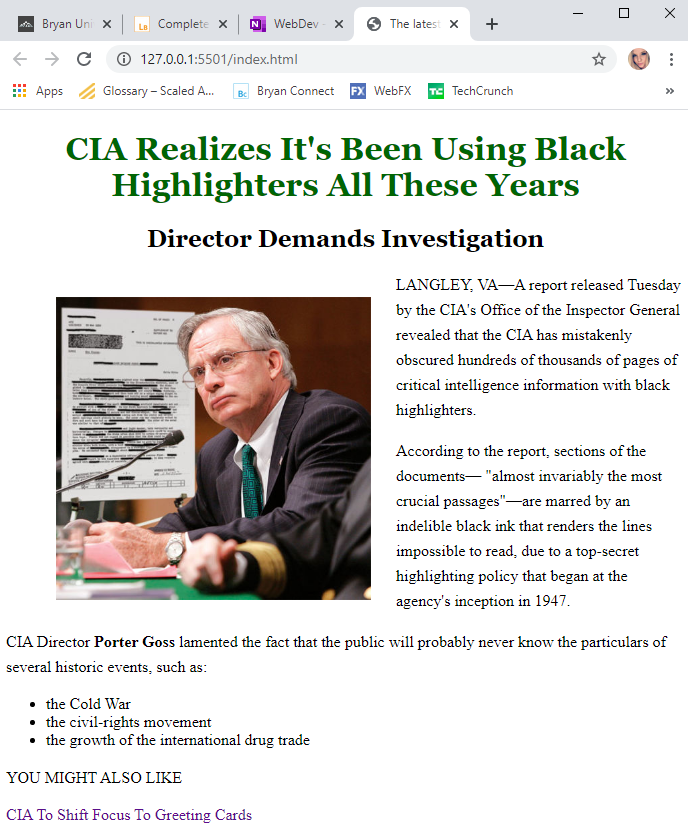 Bryan Uni
Complete
WebDev -
The latest
127.0.0.1:5501/index.html
Apps
Glossary – Scaled A...
Bc
Bryan Connect
FX
WebFX
TC
TechCrunch
»
CIA Realizes It's Been Using Black
Highlighters All These Years
Director Demands Investigation
LANGLEY, VA—A report released Tuesday
by the CIA's Office of the Inspector General
revealed that the CIA has mistakenly
obscured hundreds of thousands of pages of
critical intelligence information with black
highlighters.
According to the report, sections of the
documents— "almost invariably the most
crucial passages"—are marred by an
indelible black ink that renders the lines
impossible to read, due to a top-secret
highlighting policy that began at the
agency's inception in 1947.
CIA Director Porter Goss lamented the fact that the public will probably never know the particulars of
several historic events, such as:
• the Cold War
• the civil-rights movement
• the growth of the international drug trade
YOU MIGHT ALSO LIKE
CIA To Shift Focus To Greeting Cards